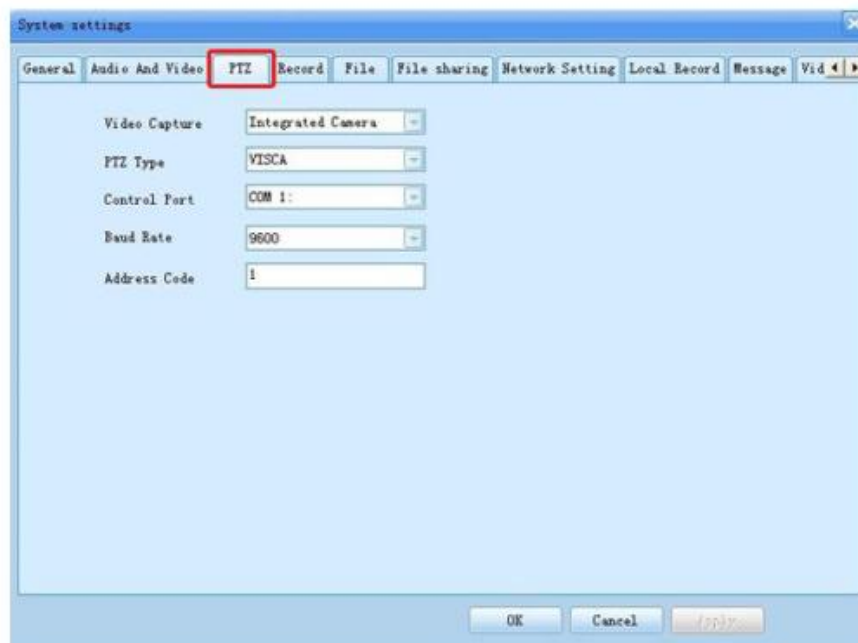 System settings
General Audio And Video PTZ Record File File sharing Network Setting Local Record Message Vid
Video Capture Integrated Camera
PTZ Type VISCA
Control Port COM 1:
Baud Rate 9600
Address Code 1
OK Cancel Apply